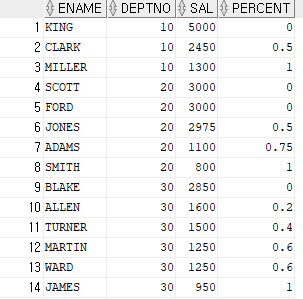 ENAME DEPTNO SAL PERCENT
1 KING 10 5000 0
2 CLARK 10 2450 0.5
3 MILLER 10 1300 1
4 SCOTT 20 3000 0
5 FORD 20 3000 0
6 JONES 20 2975 0.5
7 ADAMS 20 1100 0.75
8 SMITH 20 800 1
9 BLAKE 30 2850 0
10 ALLEN 30 1600 0.2
11 TURNER 30 1500 0.4
12 MARTIN 30 1250 0.6
13 WARD 30 1250 0.6
14 JAMES 30 950 1